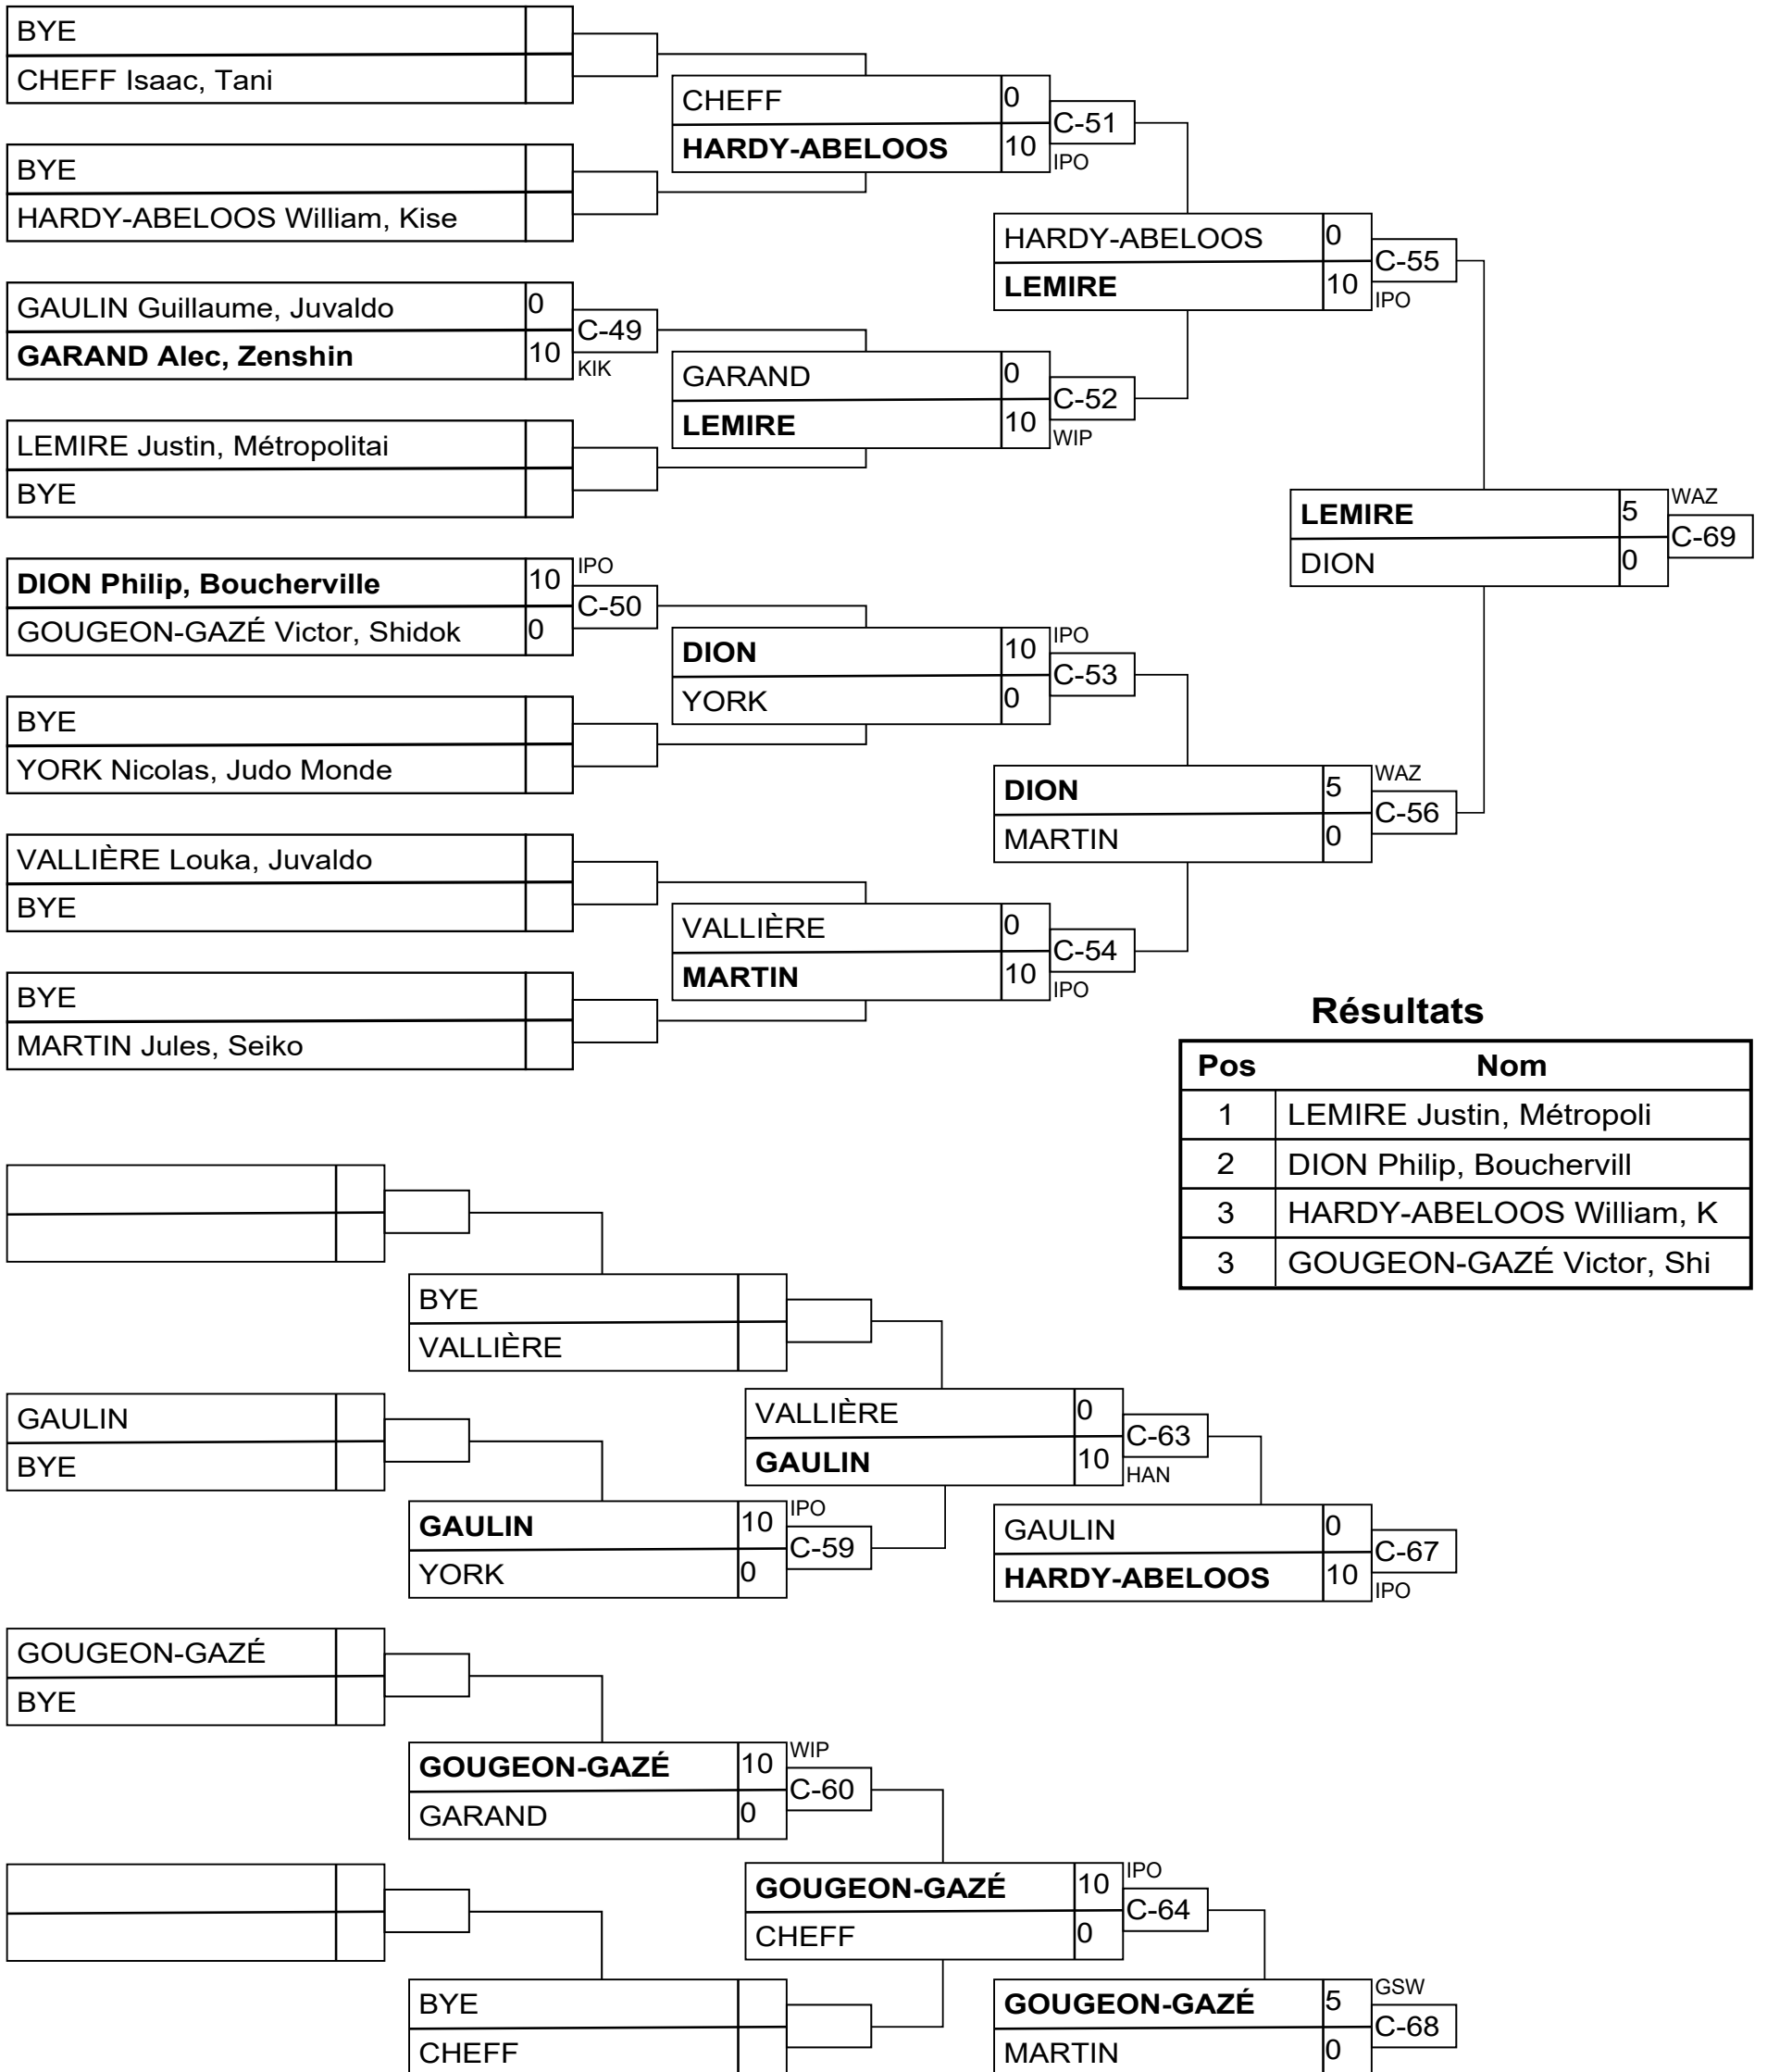 BYE
CHEFF Isaac, Tani
BYE
HARDY-ABELOOS William, Kise
GAULIN Guillaume, Juvaldo 0
GARAND Alec, Zenshin 10
C-49
KIK
LEMIRE Justin, Métropolitai
BYE
DION Philip, Boucherville 10
GOUGEON-GAZÉ Victor, Shidok 0
IPO
C-50
BYE
YORK Nicolas, Judo Monde
VALLIÈRE Louka, Juvaldo
BYE
BYE
MARTIN Jules, Seiko
CHEFF 0
HARDY-ABELOOS 10
C-51
IPO
GARAND 0
LEMIRE 10
C-52
WIP
DION 10
YORK 0
IPO
C-53
VALLIÈRE 0
MARTIN 10
C-54
IPO
HARDY-ABELOOS 0
LEMIRE 10
C-55
IPO
DION 5
MARTIN 0
WAZ
C-56
LEMIRE 5
DION 0
WAZ
C-69
Résultats
Pos Nom
1 LEMIRE Justin, Métropoli
2 DION Philip, Bouchervill
3 HARDY-ABELOOS William, K
3 GOUGEON-GAZÉ Victor, Shi
BYE
VALLIÈRE
GAULIN
BYE
GAULIN 10
YORK 0
IPO
C-59
VALLIÈRE 0
GAULIN 10
C-63
HAN
GAULIN 0
HARDY-ABELOOS 10
C-67
IPO
GOUGEON-GAZÉ
BYE
GOUGEON-GAZÉ 10
GARAND 0
WIP
C-60
BYE
CHEFF
GOUGEON-GAZÉ 10
CHEFF 0
IPO
C-64
GOUGEON-GAZÉ 5
MARTIN 0
GSW
C-68